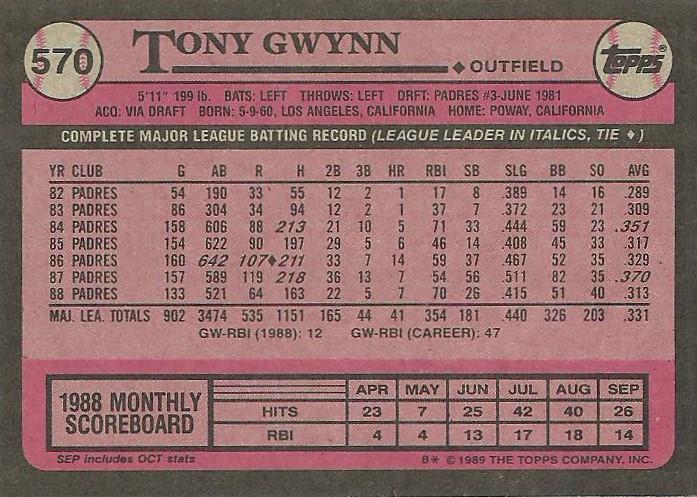 570
TONY GWYNN
◆ OUTFIELD
TOPPS®
5'11" 199 lb. BATS: LEFT THROWS: LEFT DRFT: PADRES #3-JUNE 1981
ACQ: VIA DRAFT BORN: 5-9-60, LOS ANGELES, CALIFORNIA HOME: POWAY, CALIFORNIA
COMPLETE MAJOR LEAGUE BATTING RECORD (LEAGUE LEADER IN ITALICS, TIE ♦)
YR CLUB G AB R H 2B 3B HR RBI SB SLG BB SO AVG
82 PADRES 54 190 33 55 12 2 1 17 8 .389 14 16 .289
83 PADRES 86 304 34 94 12 2 1 37 7 .372 23 21 .309
84 PADRES 158 606 88 213 21 10 5 71 33 .444 59 23 .351
85 PADRES 154 622 90 197 29 5 6 46 14 .408 45 33 .317
86 PADRES 160 642 107♦211 33 7 14 59 37 .467 52 35 .329
87 PADRES 157 589 119 218 36 13 7 54 56 .511 82 35 .370
88 PADRES 133 521 64 163 22 5 7 70 26 .415 51 40 .313
MAJ. LEA. TOTALS 902 3474 535 1151 165 44 41 354 181 .440 326 203 .331
GW-RBI (1988): 12 GW-RBI (CAREER): 47
1988 MONTHLY SCOREBOARD
APR MAY JUN JUL AUG SEP
HITS 23 7 25 42 40 26
RBI 4 4 13 17 18 14
SEP includes OCT stats
B* © 1989 THE TOPPS COMPANY, INC.